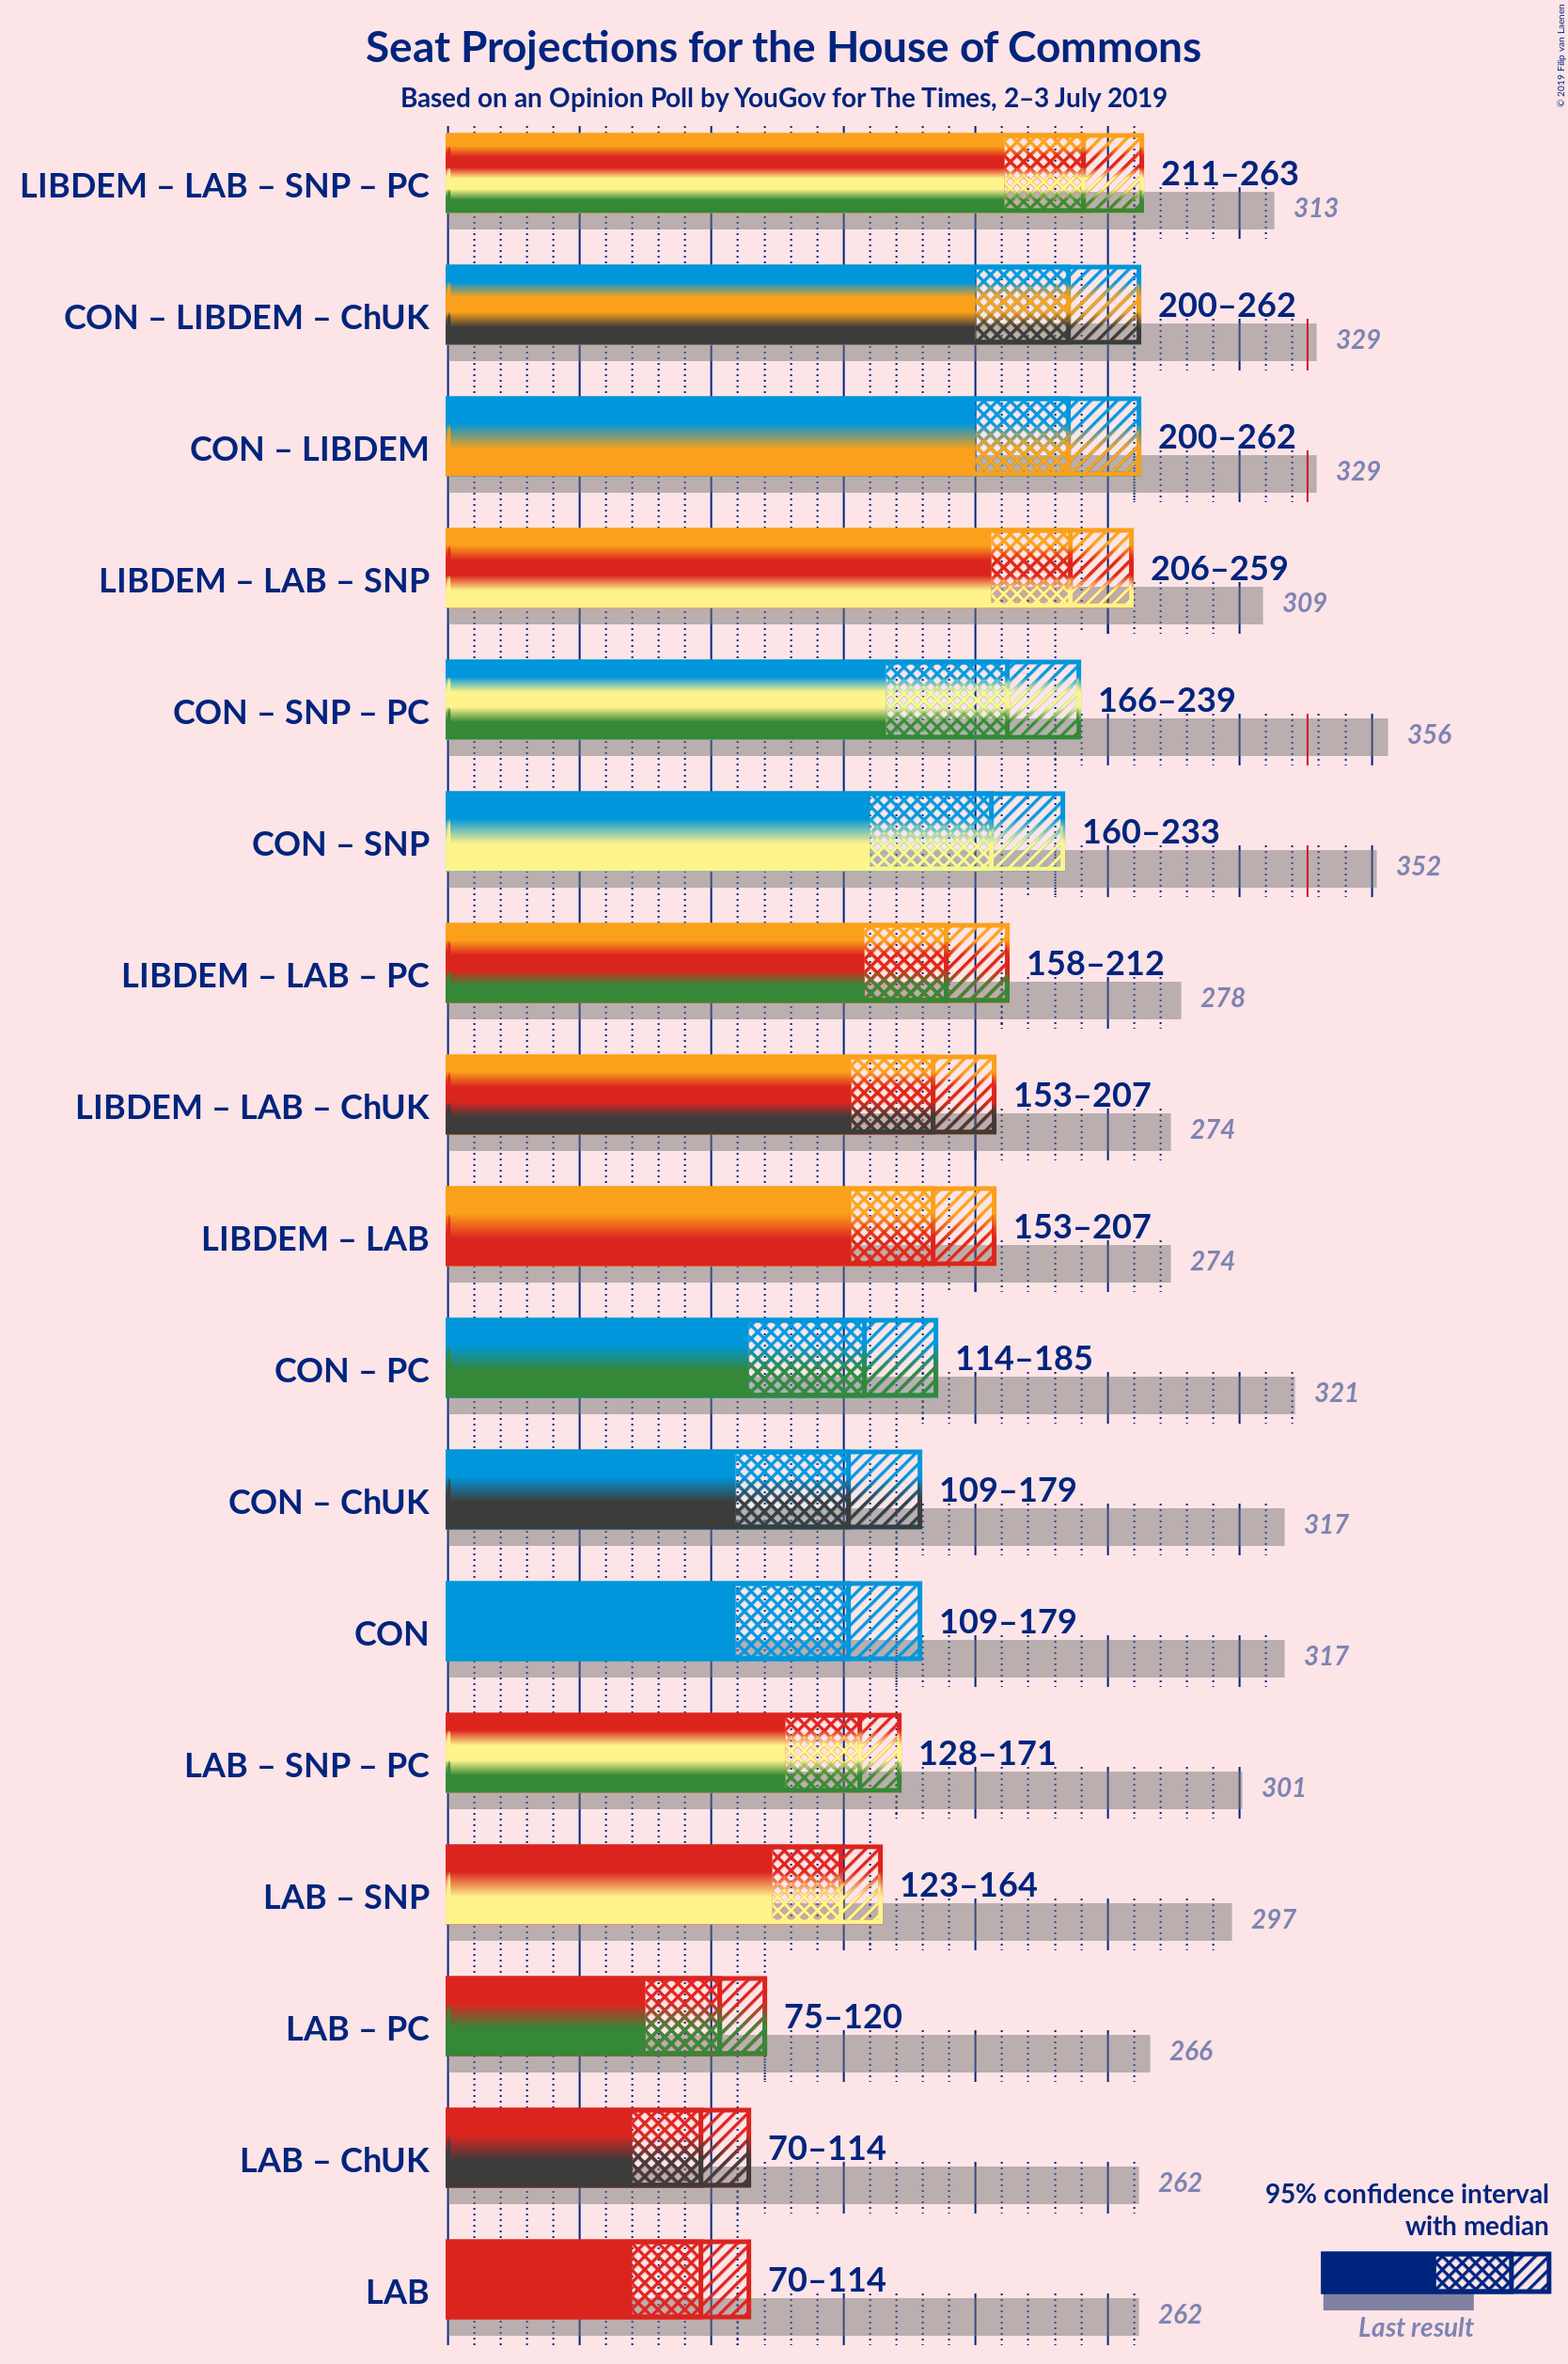 Seat Projections for the House of Commons
Based on an Opinion Poll by YouGov for The Times, 2–3 July 2019
© 2019 Filip van Laenen
LIBDEM – LAB – SNP – PC
211–263
313
CON – LIBDEM – ChUK
200–262
329
CON – LIBDEM
200–262
329
LIBDEM – LAB – SNP
206–259
309
CON – SNP – PC
166–239
356
CON – SNP
160–233
352
LIBDEM – LAB – PC
158–212
278
LIBDEM – LAB – ChUK
153–207
274
LIBDEM – LAB
153–207
274
CON – PC
114–185
321
CON – ChUK
109–179
317
CON
109–179
317
LAB – SNP – PC
128–171
301
LAB – SNP
123–164
297
LAB – PC
75–120
266
LAB – ChUK
70–114
262
LAB
70–114
262
95% confidence interval
with median
Last result